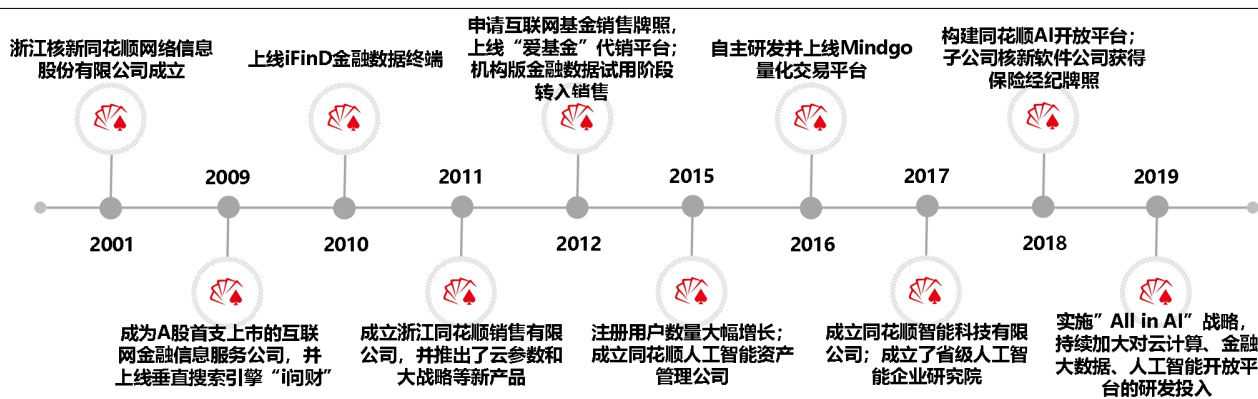 浙江核新同花顺网络信息
股份有限公司成立
2001
2009
成为A股首支上市的互联
网金融信息服务公司，并
上线垂直搜索引擎“i问财”
上线iFinD金融数据终端
2010
2011
成立浙江同花顺销售有限
公司，并推出了云参数和
大战略等新产品
申请互联网基金销售牌照，
上线“爱基金”代销平台；
机构版金融数据试用阶段
转入销售
2012
2015
注册用户数量大幅增长；
成立同花顺人工智能资产
管理公司
自主研发并上线Mindgo
量化交易平台
2016
2017
成立同花顺智能科技有限
公司；成立了省级人工智
能企业研究院
构建同花顺AI开放平台；
子公司核新软件公司获得
保险经纪牌照
2018
2019
实施”All in AI”战略，
持续加大对云计算、金融
大数据、人工智能开放平
台的研发投入